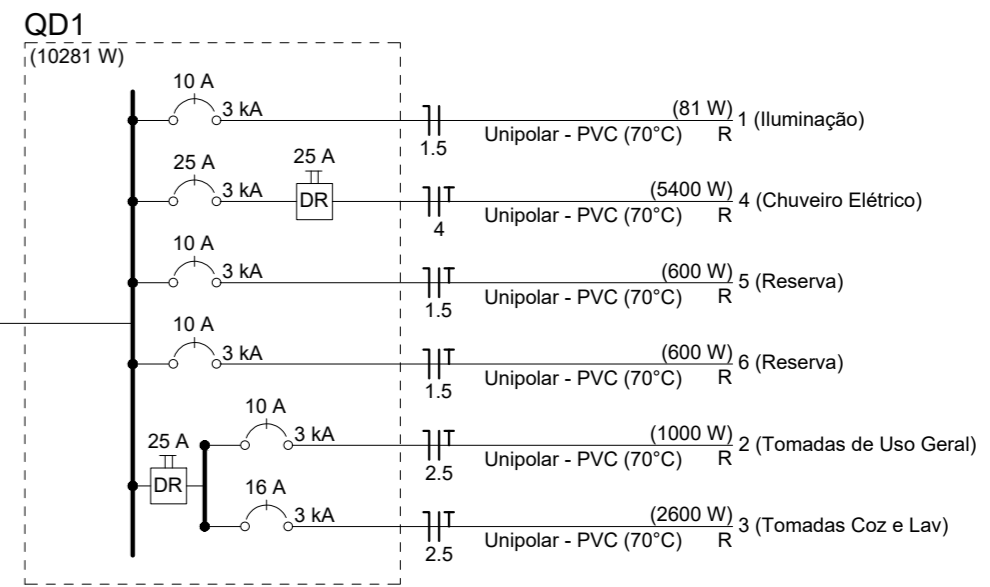 QD1
(10281 W)
10 A
3 kA
1.5
(81 W)
Unipolar - PVC (70°C) R
1 (Iluminação)
25 A
3 kA
25 A
DR
T
4
(5400 W)
Unipolar - PVC (70°C) R
4 (Chuveiro Elétrico)
10 A
3 kA
T
1.5
(600 W)
Unipolar - PVC (70°C) R
5 (Reserva)
10 A
3 kA
T
1.5
(600 W)
Unipolar - PVC (70°C) R
6 (Reserva)
25 A
DR
10 A
3 kA
T
2.5
(1000 W)
Unipolar - PVC (70°C) R
2 (Tomadas de Uso Geral)
16 A
3 kA
T
2.5
(2600 W)
Unipolar - PVC (70°C) R
3 (Tomadas Coz e Lav)